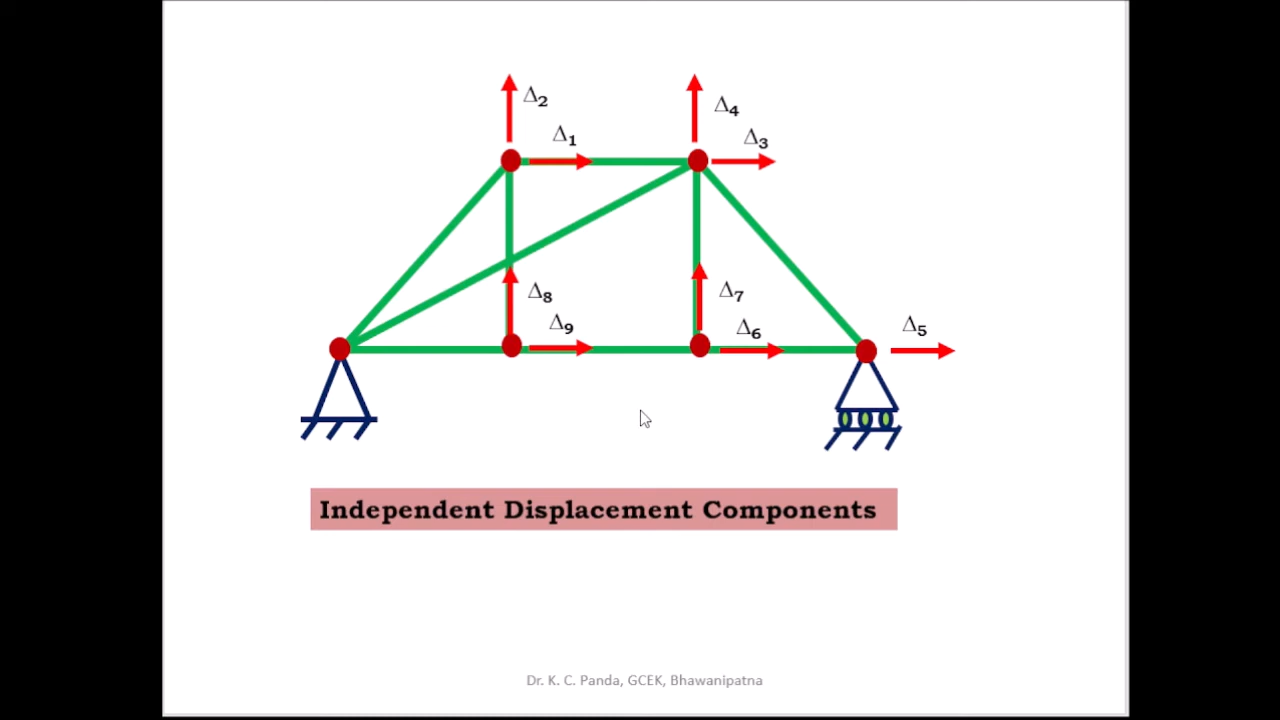 Δ₂
Δ₄
Δ₁
Δ₃
Δ₈
Δ₇
Δ₉
Δ₆
Δ₅
Independent Displacement Components
Dr. K. C. Panda, GCEK, Bhawanipatna